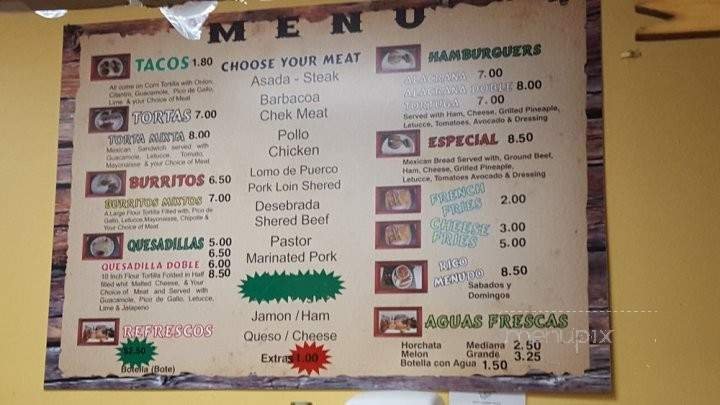 MENU
TACOS 1.80
All come on Corn Tortilla with Onion,
Cilantro, Guacamole, Pico de Gallo,
Lime & your Choice of Meat
TORTAS 7.00
TORTA MIXTA 8.00
Mexican Sandwich served with
Guacamole, Letuce, Tomato,
Mayonaisse & your Choice of Meat
BURRITOS 6.50
BURRITOS MIXTOS 7.00
A Large Flour Tortilla Filled with, Pico de
Gallo, Letuces, Mayonnaise, Chipotle &
Your Choice of Meat
QUESADILLAS 5.00
6.50
QUESADILLA DOBLE 6.00
8.50
10 Inch Flour Tortilla Folded in Half
filled whit Malted Cheese, & Your
Choice of Meat and Served with
Guacamole, Pico de Gallo, Letucce,
Lime & Jalapeno
REFRESCOS
$2.50
Botella (Bote)
CHOOSE YOUR MEAT
Asada - Steak
Barbacoa
Chek Meat
Pollo
Chicken
Lomo de Puerco
Pork Loin Shered
Desebrada
Shered Beef
Pastor
Marinated Pork
Jamon / Ham
Queso / Cheese
Extras 1.00
HAMBURGUERS
ALACRANA 7.00
ALACRANA DOBLE 8.00
TORTUGA 7.00
Served with Ham, Cheese, Grilled Pineaple,
Letucce, Tomatoes, Avocado & Dressing
ESPECIAL 8.50
Mexican Bread Served with, Ground Beef,
Ham, Cheese, Grilled Pineaple,
Letucce, Tomatoes Avocado & Dressing
FRENCH
FRIES 2.00
CHEESE 3.00
FRIES 5.00
RICO
MENUDO 8.50
Sabados y
Domingos
AGUAS FRESCAS
Horchata Mediana 2.50
Melon Grande 3.25
Botella con Agua 1.50
menupix